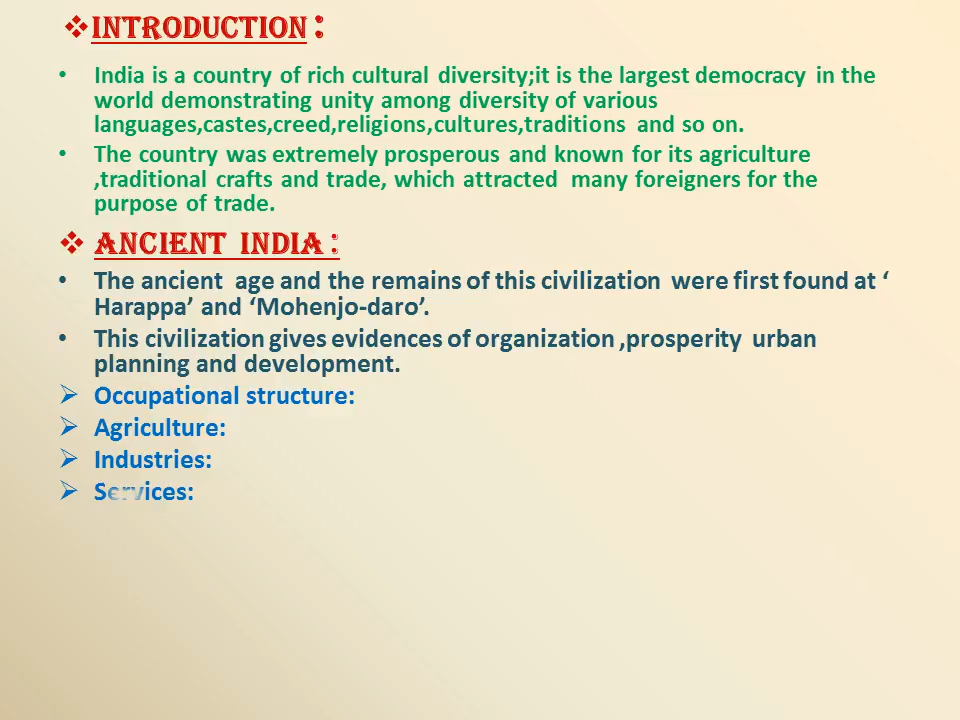 ❖INTRODUCTION :
• India is a country of rich cultural diversity;it is the largest democracy in the
world demonstrating unity among diversity of various
languages,castes,creed,religions,cultures,traditions and so on.
• The country was extremely prosperous and known for its agriculture
,traditional crafts and trade, which attracted many foreigners for the
purpose of trade.
❖ ANCIENT INDIA :
• The ancient age and the remains of this civilization were first found at ‘
Harappa’ and ‘Mohenjo-daro’.
• This civilization gives evidences of organization ,prosperity urban
planning and development.
➢ Occupational structure:
➢ Agriculture:
➢ Industries:
➢ Services: